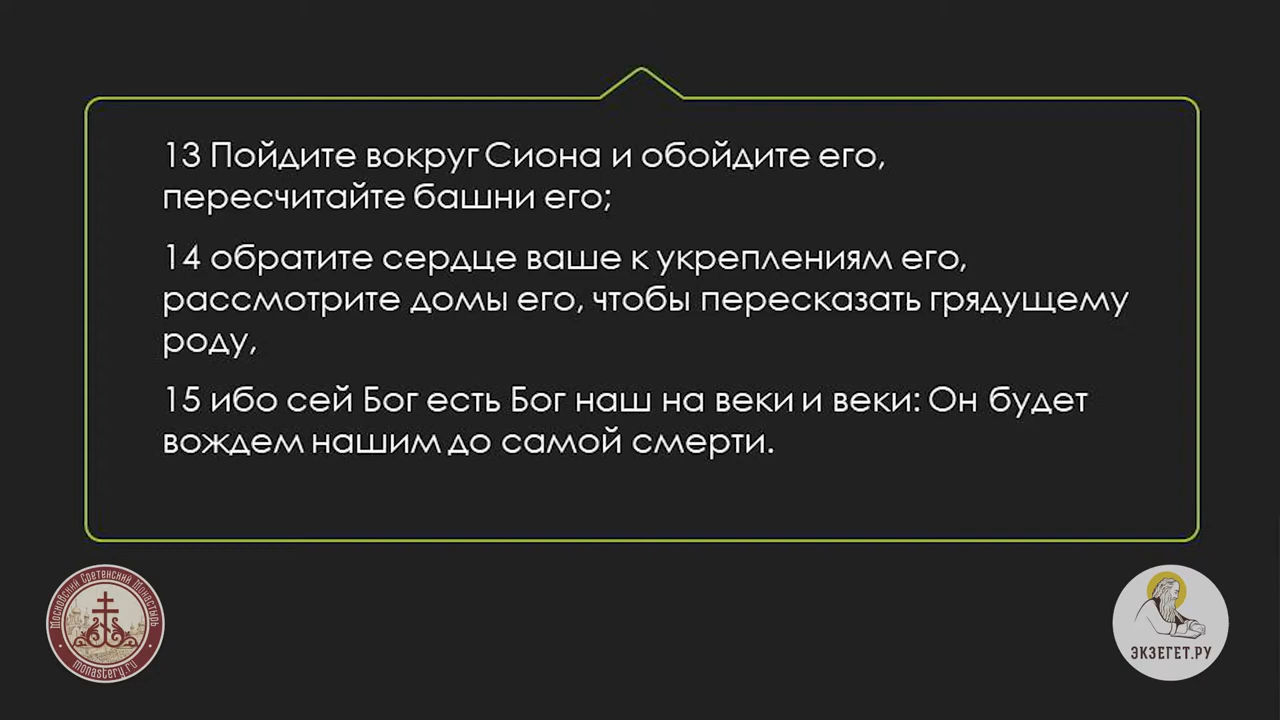 13 Пойдите вокруг Сиона и обойдите его,
пересчитайте башни его;
14 обратите сердце ваше к укреплениям его,
рассмотрите домы его, чтобы пересказать грядущему
роду,
15 ибо сей Бог есть Бог наш на веки и веки: Он будет
вождем нашим до самой смерти.
Московский Сретенский Монастырь
monastery.ru
ЭКЗЕГЕТ.РУ